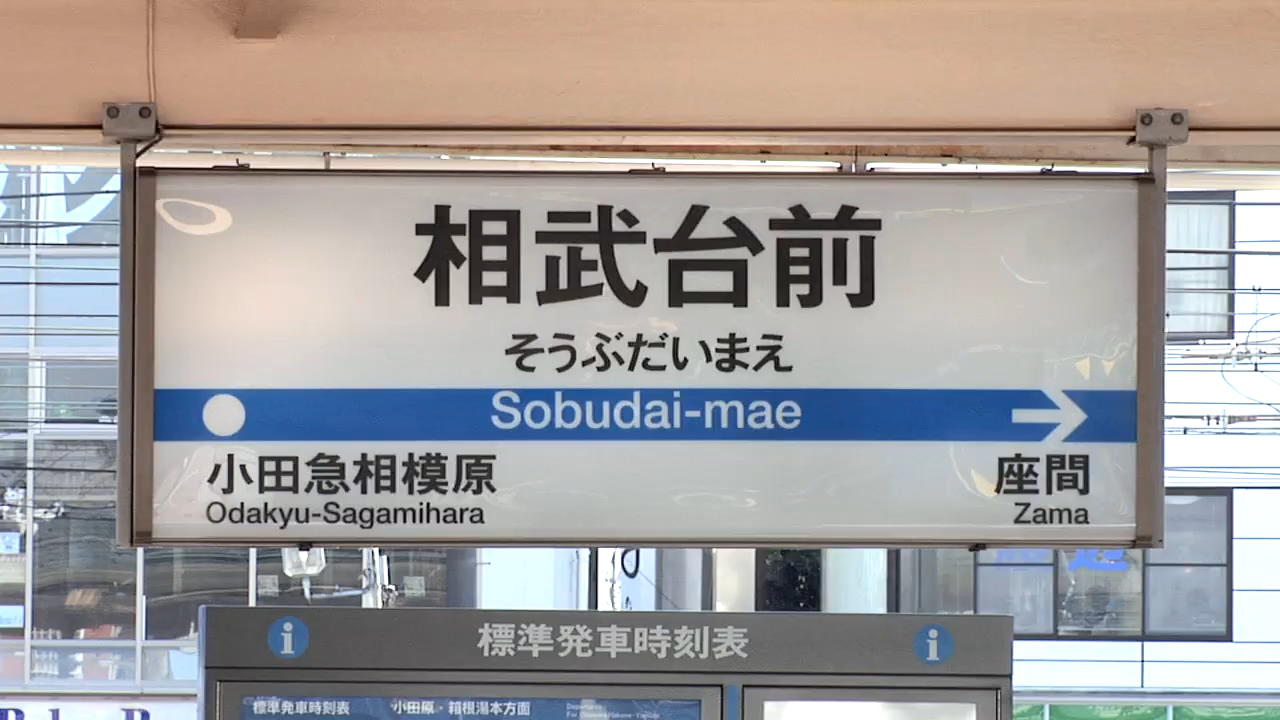 相武台前
そうぶだいまえ
Sobudai-mae
小田急相模原
Odakyu-Sagamihara
座間
Zama
標準発車時刻表
標準発車時刻表 小田原・箱根湯本方面